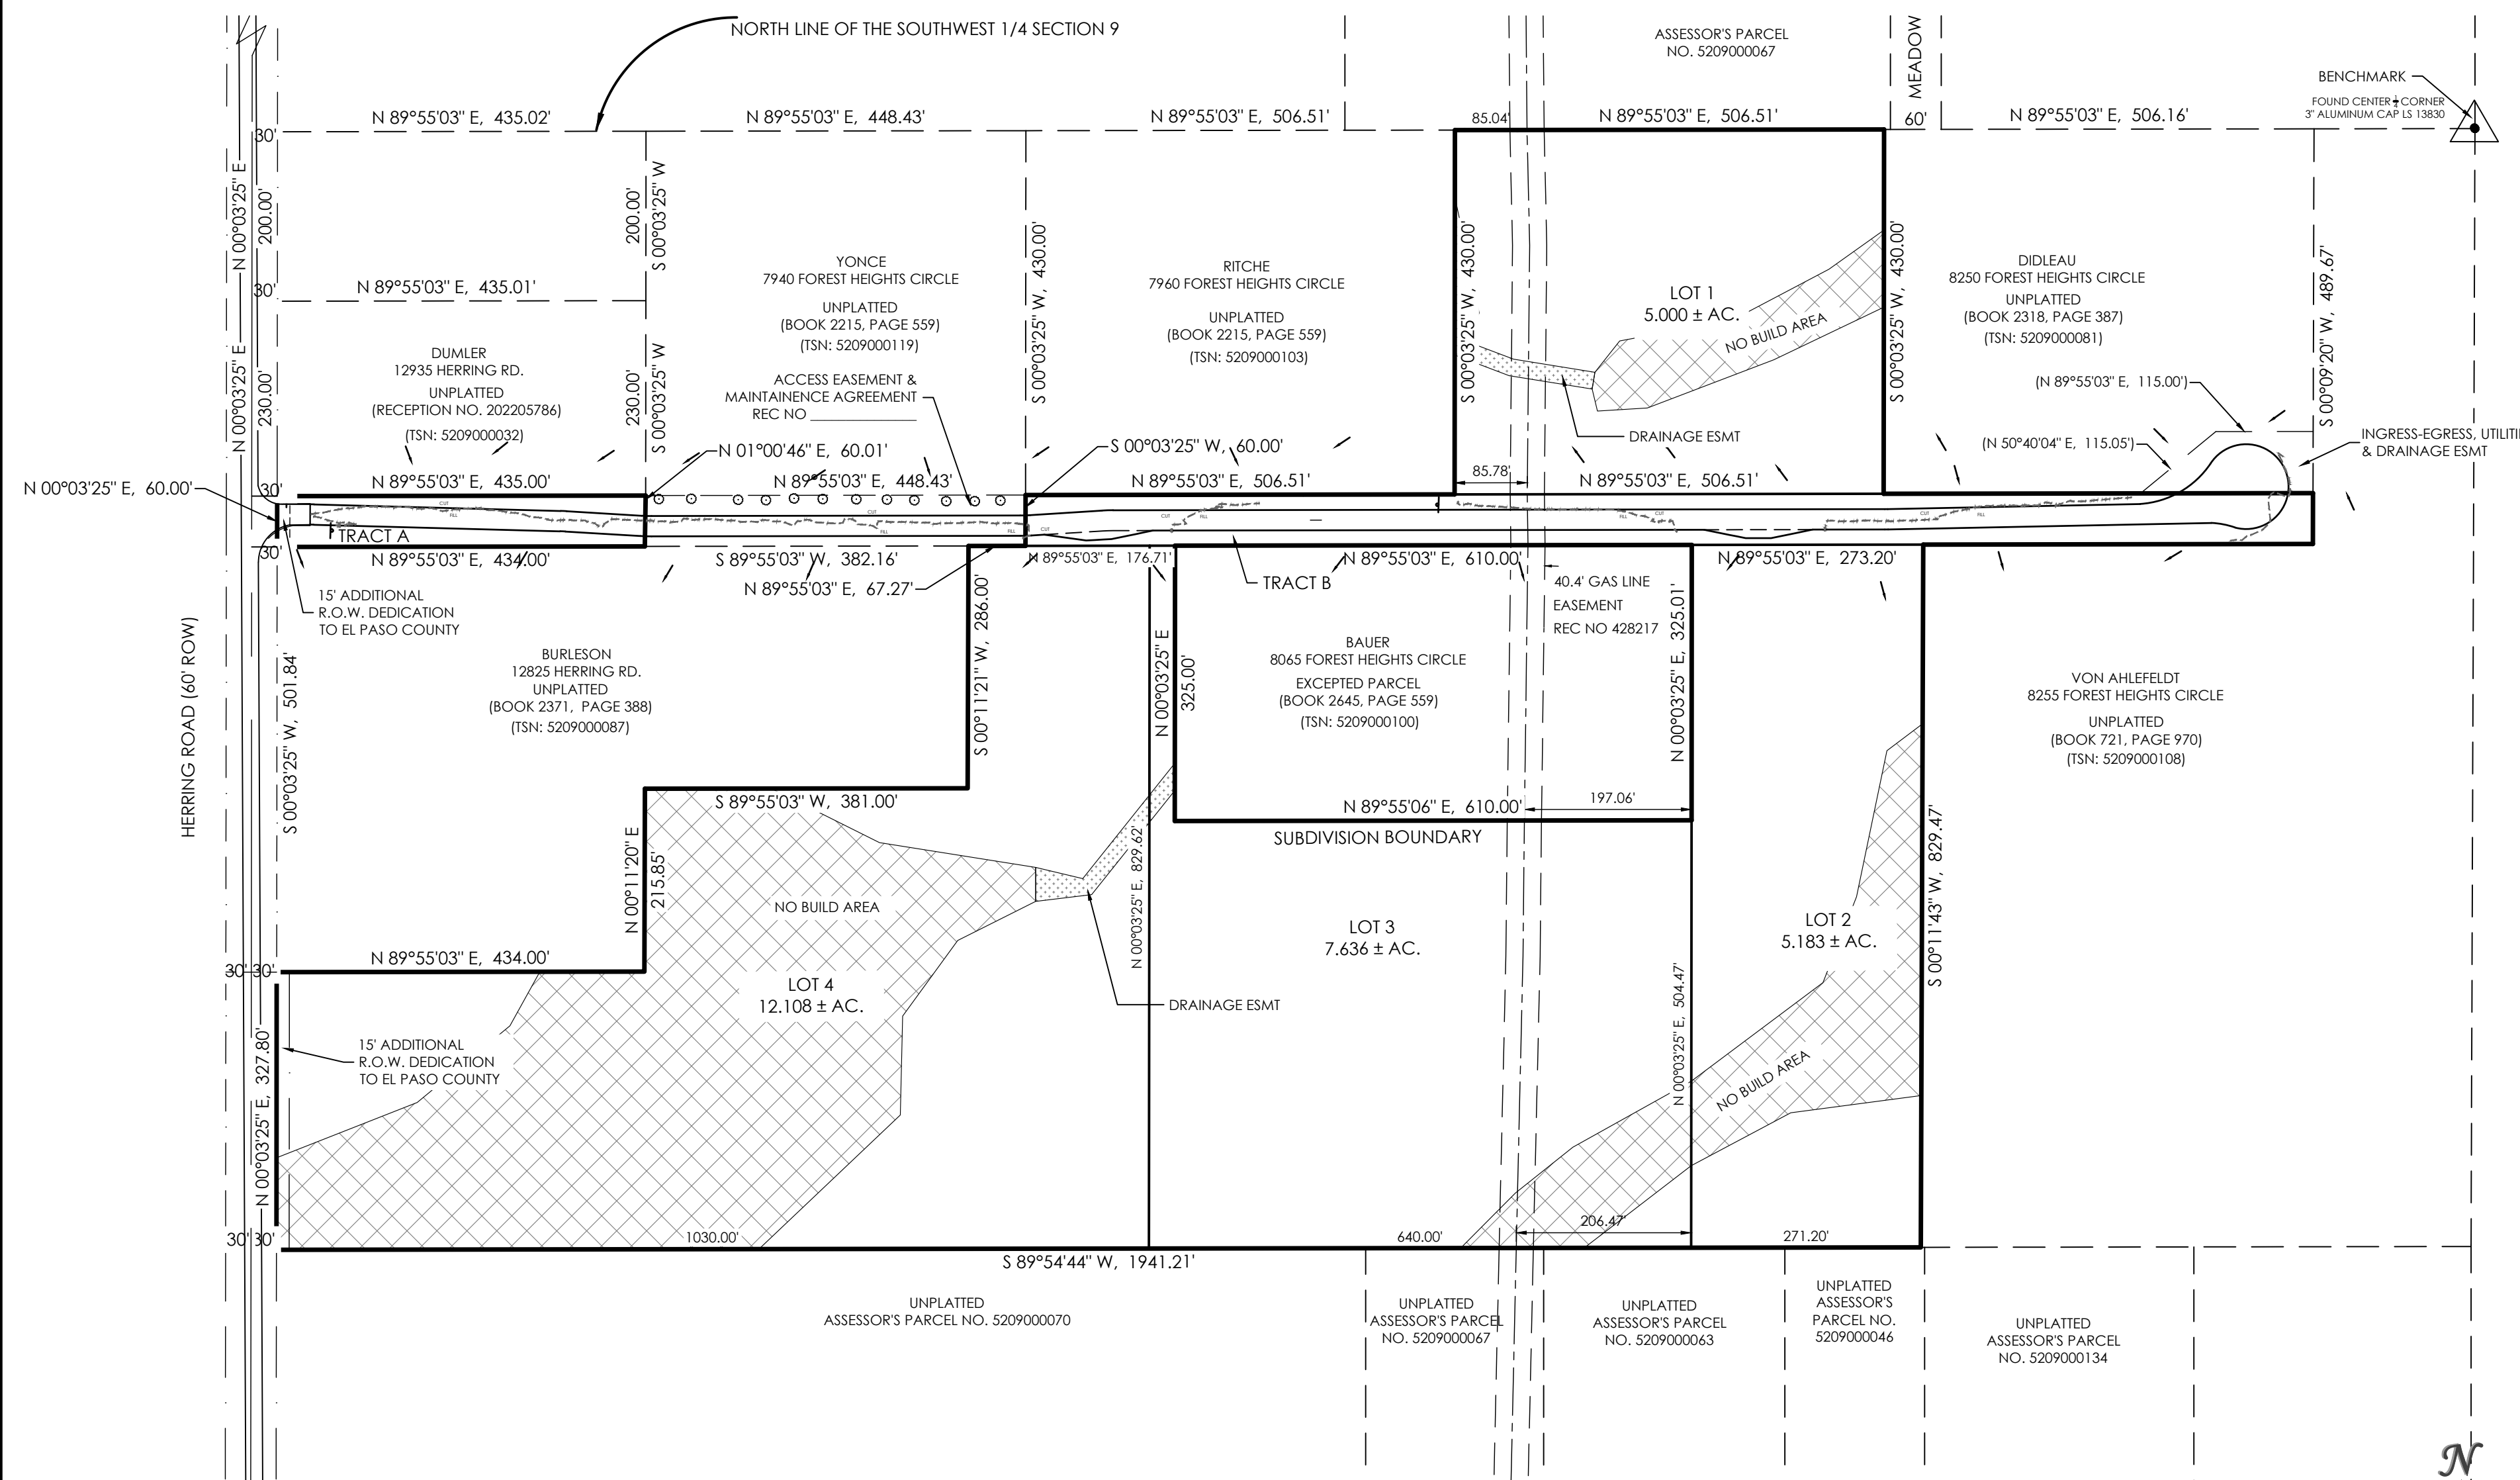 NORTH LINE OF THE SOUTHWEST 1/4 SECTION 9
ASSESSOR'S PARCEL
NO. 5209000067
MEADOW
BENCHMARK
FOUND CENTER CORNER
3" ALUMINUM CAP LS 13830
N 89°55'03" E, 435.02'
N 89°55'03" E, 448.43'
N 89°55'03" E, 506.51'
85.04'
N 89°55'03" E, 506.51'
60'
N 89°55'03" E, 506.16'
30'
N 00°03'25" E
200.00'
200.00'
S 00°03'25" W
30'
N 89°55'03" E, 435.01'
N 00°03'25" E
230.00'
230.00'
S 00°03'25" W
DUMLER
12935 HERRING RD.
UNPLATTED
(RECEPTION NO. 202205786)
(TSN: 5209000032)
YONCE
7940 FOREST HEIGHTS CIRCLE
UNPLATTED
(BOOK 2215, PAGE 559)
(TSN: 5209000119)
ACCESS EASEMENT &
MAINTAINENCE AGREEMENT
REC NO ______________
S 00°03'25" W, 430.00'
RITCHE
7960 FOREST HEIGHTS CIRCLE
UNPLATTED
(BOOK 2215, PAGE 559)
(TSN: 5209000103)
S 00°03'25" W, 430.00'
LOT 1
5.000 ± AC.
NO BUILD AREA
DRAINAGE ESMT
S 00°03'25" W, 430.00'
DIDLEAU
8250 FOREST HEIGHTS CIRCLE
UNPLATTED
(BOOK 2318, PAGE 387)
(TSN: 5209000081)
(N 89°55'03" E, 115.00')
(N 50°40'04" E, 115.05')
S 00°09'20" W, 489.67'
INGRESS-EGRESS, UTILITI
& DRAINAGE ESMT
N 00°03'25" E, 60.00'
30'
N 89°55'03" E, 435.00'
N 01°00'46" E, 60.01'
N 89°55'03" E, 448.43'
S 00°03'25" W, 60.00'
N 89°55'03" E, 506.51'
85.78'
N 89°55'03" E, 506.51'
CUT
FILL
CUT
FILL
FILL
CUT
CUT
FILL
CUT
FILL
CUT
FILL
30'
TRACT A
N 89°55'03" E, 434.00'
S 89°55'03" W, 382.16'
N 89°55'03" E, 67.27'
N 89°55'03" E, 176.71'
TRACT B
N 89°55'03" E, 610.00'
N 89°55'03" E, 273.20'
40.4' GAS LINE
EASEMENT
REC NO 428217
15' ADDITIONAL
R.O.W. DEDICATION
TO EL PASO COUNTY
HERRING ROAD (60' ROW)
S 00°03'25" W, 501.84'
BURLESON
12825 HERRING RD.
UNPLATTED
(BOOK 2371, PAGE 388)
(TSN: 5209000087)
S 00°11'21" W, 286.00'
N 00°03'25" E
325.00'
BAUER
8065 FOREST HEIGHTS CIRCLE
EXCEPTED PARCEL
(BOOK 2645, PAGE 559)
(TSN: 5209000100)
N 00°03'25" E, 325.01'
VON AHLEFELDT
8255 FOREST HEIGHTS CIRCLE
UNPLATTED
(BOOK 721, PAGE 970)
(TSN: 5209000108)
S 89°55'03" W, 381.00'
N 89°55'06" E, 610.00'
197.06'
SUBDIVISION BOUNDARY
N 00°11'20" E
215.85'
N 00°03'25" E, 829.62'
S 00°11'43" W, 829.47'
NO BUILD AREA
LOT 3
7.636 ± AC.
LOT 2
5.183 ± AC.
N 89°55'03" E, 434.00'
30' 30'
LOT 4
12.108 ± AC.
DRAINAGE ESMT
N 00°03'25" E, 504.47'
NO BUILD AREA
15' ADDITIONAL
R.O.W. DEDICATION
TO EL PASO COUNTY
N 00°03'25" E, 327.80'
30' 30'
1030.00'
640.00'
206.47'
271.20'
S 89°54'44" W, 1941.21'
UNPLATTED
ASSESSOR'S PARCEL NO. 5209000070
UNPLATTED
ASSESSOR'S PARCEL
NO. 5209000067
UNPLATTED
ASSESSOR'S PARCEL
NO. 5209000063
UNPLATTED
ASSESSOR'S
PARCEL NO.
5209000046
UNPLATTED
ASSESSOR'S PARCEL
NO. 5209000134
N